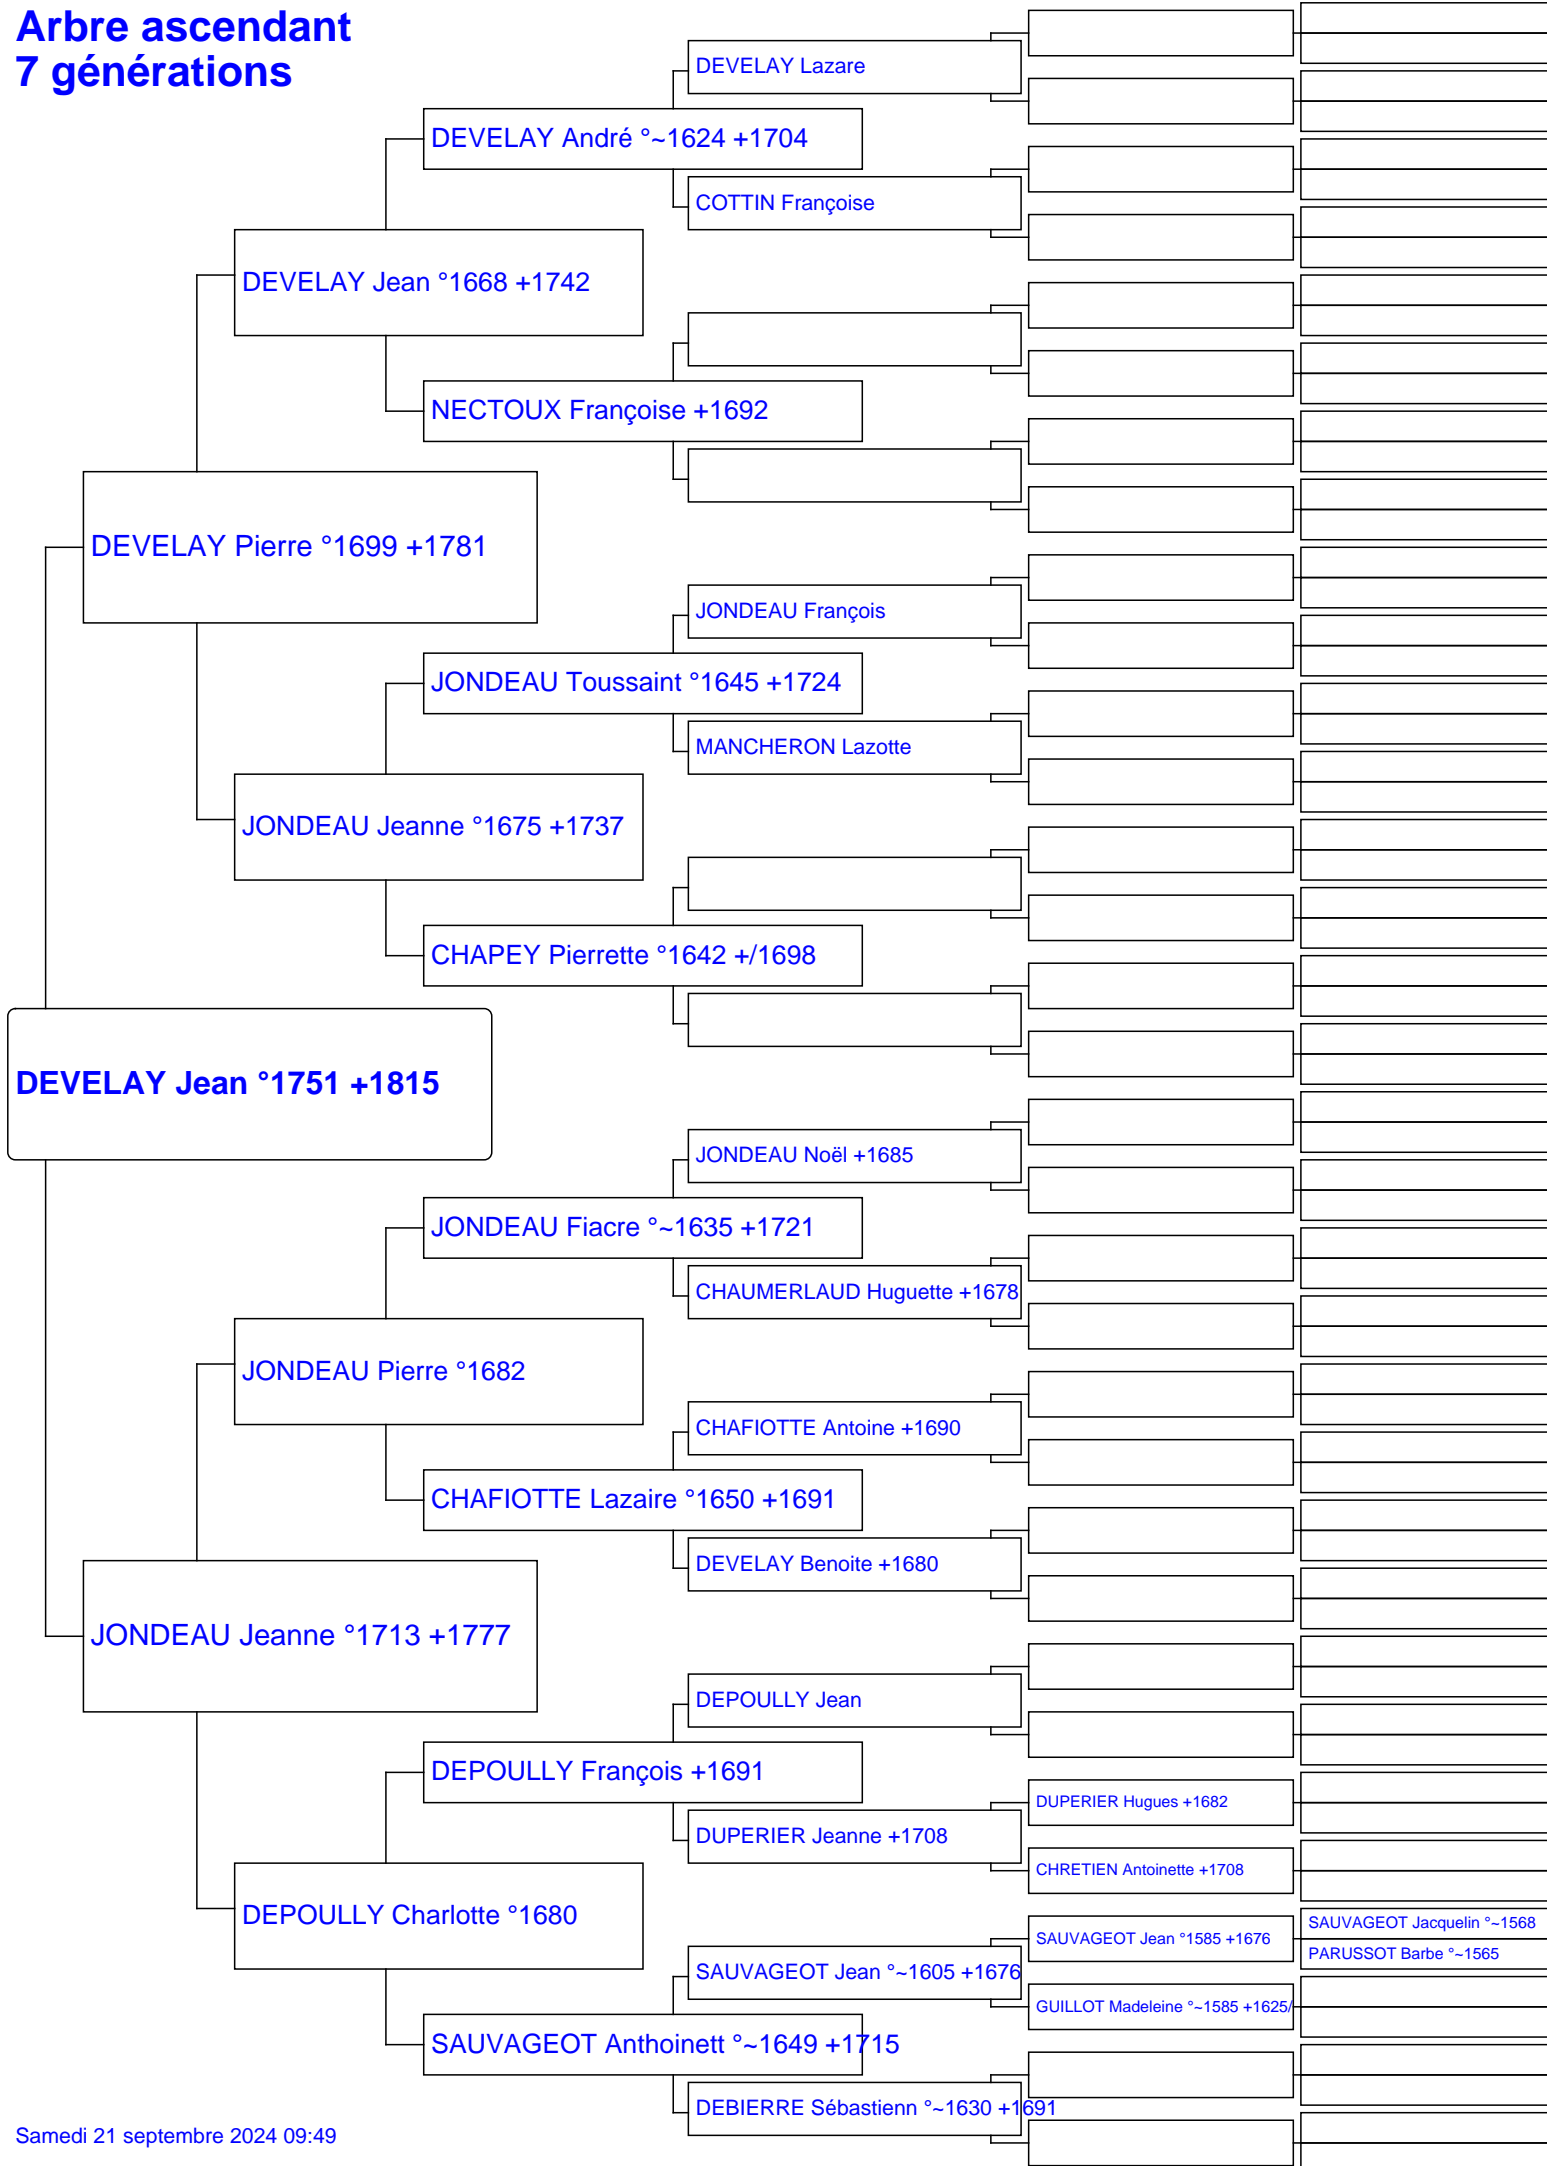 Arbre ascendant
7 générations
DEVELAY Lazare
DEVELAY André °~1624 +1704
COTTIN Françoise
DEVELAY Jean °1668 +1742
NECTOUX Françoise +1692
DEVELAY Pierre °1699 +1781
JONDEAU François
JONDEAU Toussaint °1645 +1724
MANCHERON Lazotte
JONDEAU Jeanne °1675 +1737
CHAPEY Pierrette °1642 +/1698
DEVELAY Jean °1751 +1815
JONDEAU Noël +1685
JONDEAU Fiacre °~1635 +1721
CHAUMERLAUD Huguette +1678
JONDEAU Pierre °1682
CHAFIOTTE Antoine +1690
CHAFIOTTE Lazaire °1650 +1691
DEVELAY Benoite +1680
JONDEAU Jeanne °1713 +1777
DEPOULLY Jean
DEPOULLY François +1691
DUPERIER Hugues +1682
DUPERIER Jeanne +1708
CHRETIEN Antoinette +1708
DEPOULLY Charlotte °1680
SAUVAGEOT Jacquelin °~1568
SAUVAGEOT Jean °1585 +1676
PARUSSOT Barbe °~1565
SAUVAGEOT Jean °~1605 +1676
GUILLOT Madeleine °~1585 +1625/
SAUVAGEOT Anthoinett °~1649 +1715
DEBIERRE Sébastienn °~1630 +1691
Samedi 21 septembre 2024 09:49